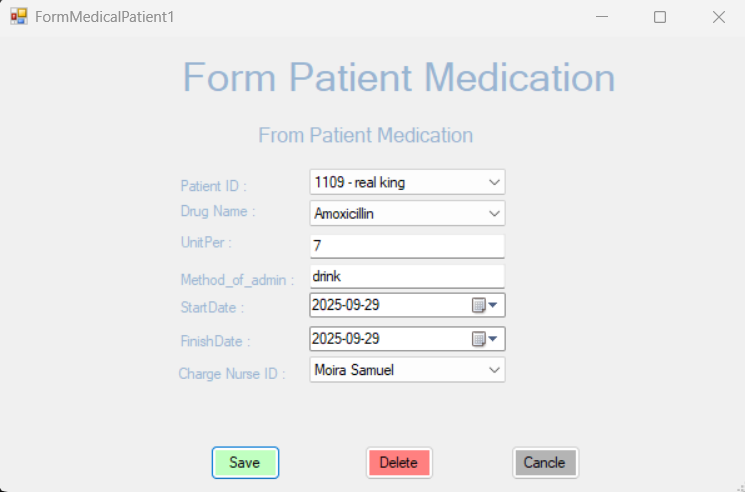 FormMedicalPatient1
Form Patient Medication
From Patient Medication
Patient ID : 1109 - real king
Drug Name : Amoxicillin
UnitPer : 7
Method_of_admin : drink
StartDate : 2025-09-29
FinishDate : 2025-09-29
Charge Nurse ID : Moira Samuel
Save Delete Cancle